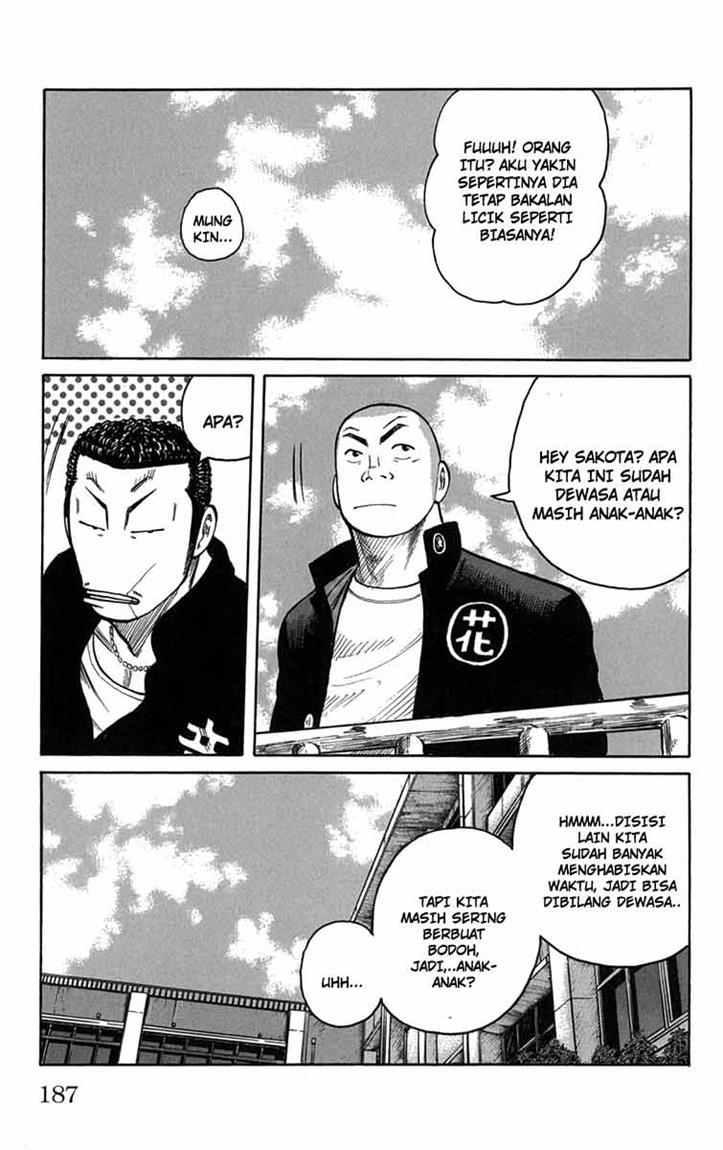 FUUUH! ORANG
ITU? AKU YAKIN
SEPERTINYA DIA
TETAP BAKALAN
LICIK SEPERTI
BIASANYA!
MUNG
KIN...
HEY SAKOTA? APA
KITA INI SUDAH
DEWASA ATAU
MASIH ANAK-ANAK?
花
APA?
花
HMMM...DISISI
LAIN KITA
SUDAH BANYAK
MENGHABISKAN
WAKTU, JADI BISA
DIBILANG DEWASA..
TAPI KITA
MASIH SERING
BERBUAT
BODOH,
JADI,..ANAK-
ANAK?
UHH...
187